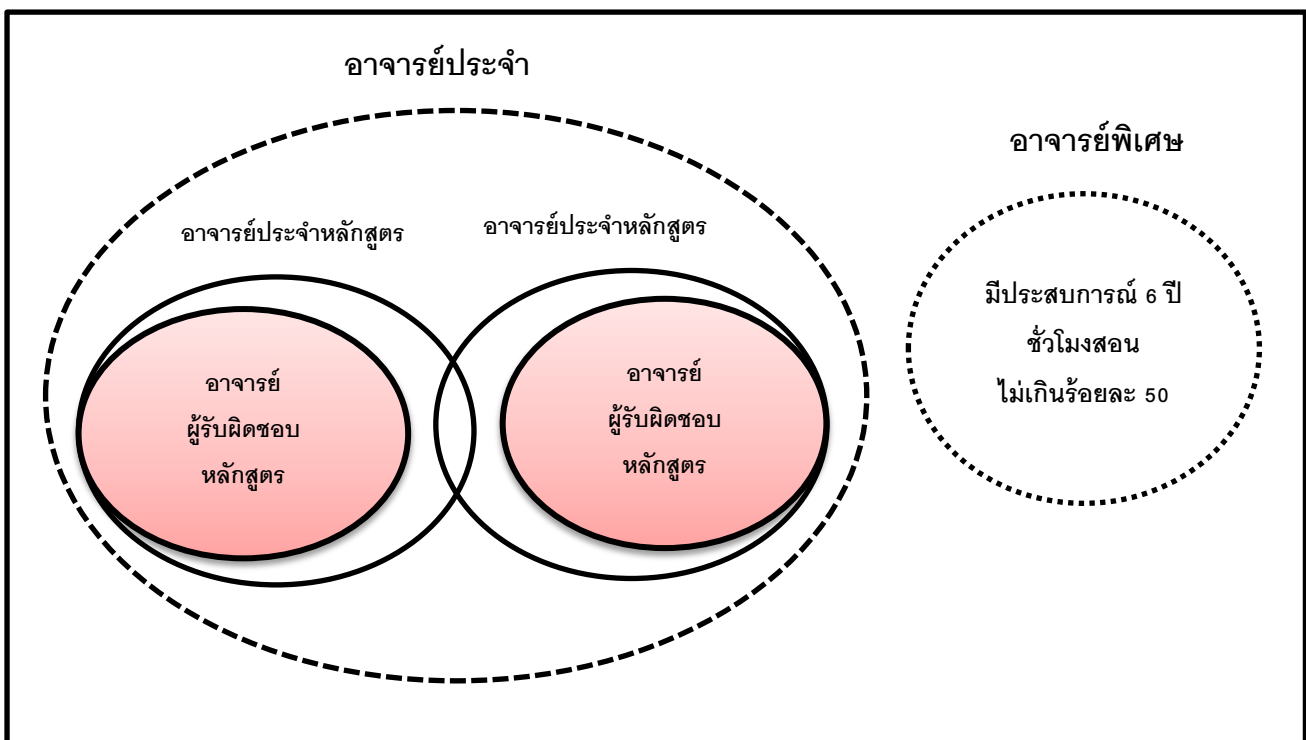 อาจารย์ประจำ
อาจารย์พิเศษ
อาจารย์ประจำหลักสูตร
อาจารย์ประจำหลักสูตร
อาจารย์
ผู้รับผิดชอบ
หลักสูตร
อาจารย์
ผู้รับผิดชอบ
หลักสูตร
มีประสบการณ์ 6 ปี
ชั่วโมงสอน
ไม่เกินร้อยละ 50